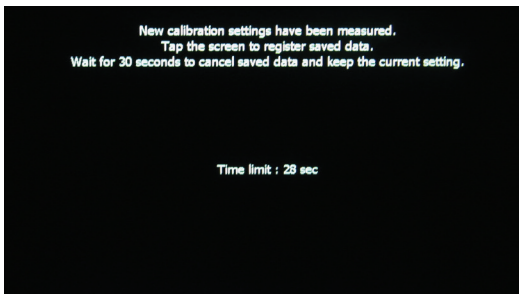 New calibration settings have been measured.
Tap the screen to register saved data.
Wait for 30 seconds to cancel saved data and keep the current setting.
Time limit : 28 sec